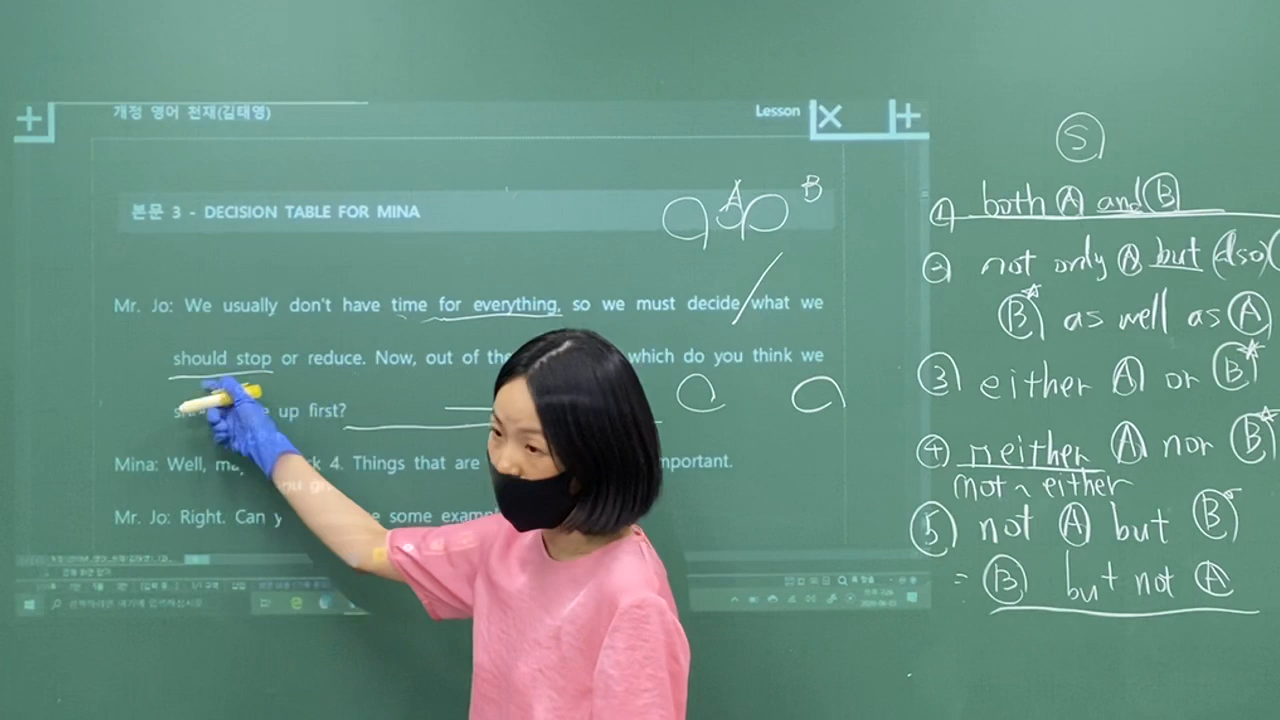 개정 영어 천재(김태영)
Lesson
본문 3 - DECISION TABLE FOR MINA
A B
Mr. Jo: We usually don't have time for everything, so we must decide what we
should stop or reduce. Now, out of which do you think we
up first?
Mina: Well, 4. Things that are
Mr. Jo: Right. Can some
S
① both Ⓐ and Ⓑ
② not only Ⓐ but (also)
Ⓑ as well as Ⓐ
③ either Ⓐ or Ⓑ
④ neither Ⓐ nor Ⓑ
not ~ either
⑤ not Ⓐ but Ⓑ
= Ⓑ but not Ⓐ